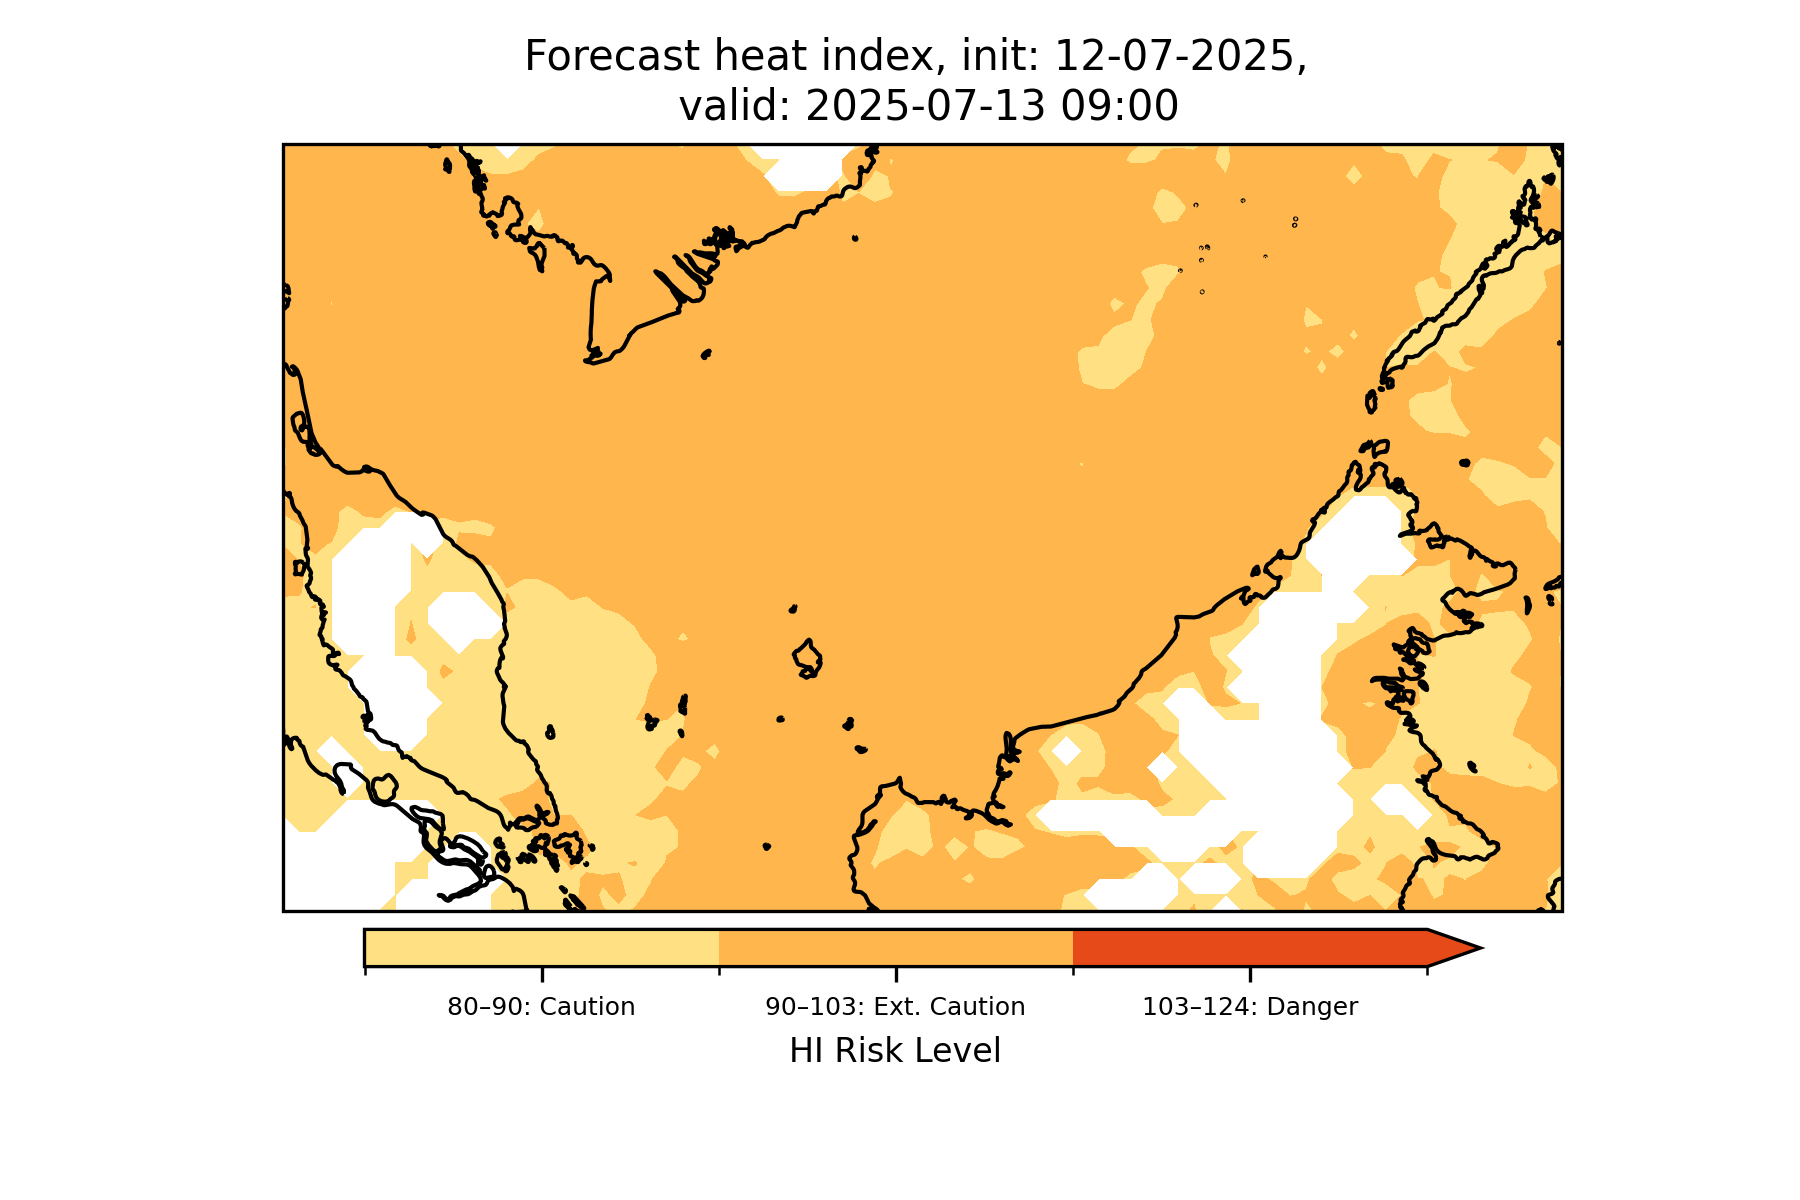 Forecast heat index, init: 12-07-2025,
valid: 2025-07-13 09:00
80–90: Caution
90–103: Ext. Caution
103–124: Danger
HI Risk Level